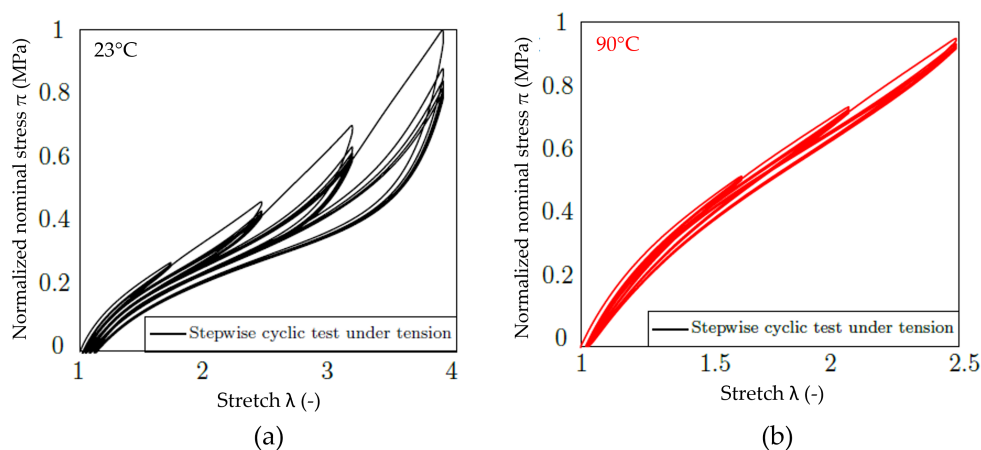 Normalized nominal stress π (MPa)
1
0.8
0.6
0.4
0.2
0
23°C
Stepwise cyclic test under tension
1
2
3
4
Stretch λ (-)
(a)
Normalized nominal stress π (MPa)
1
0.8
0.6
0.4
0.2
0
90°C
Stepwise cyclic test under tension
1
1.5
2
2.5
Stretch λ (-)
(b)